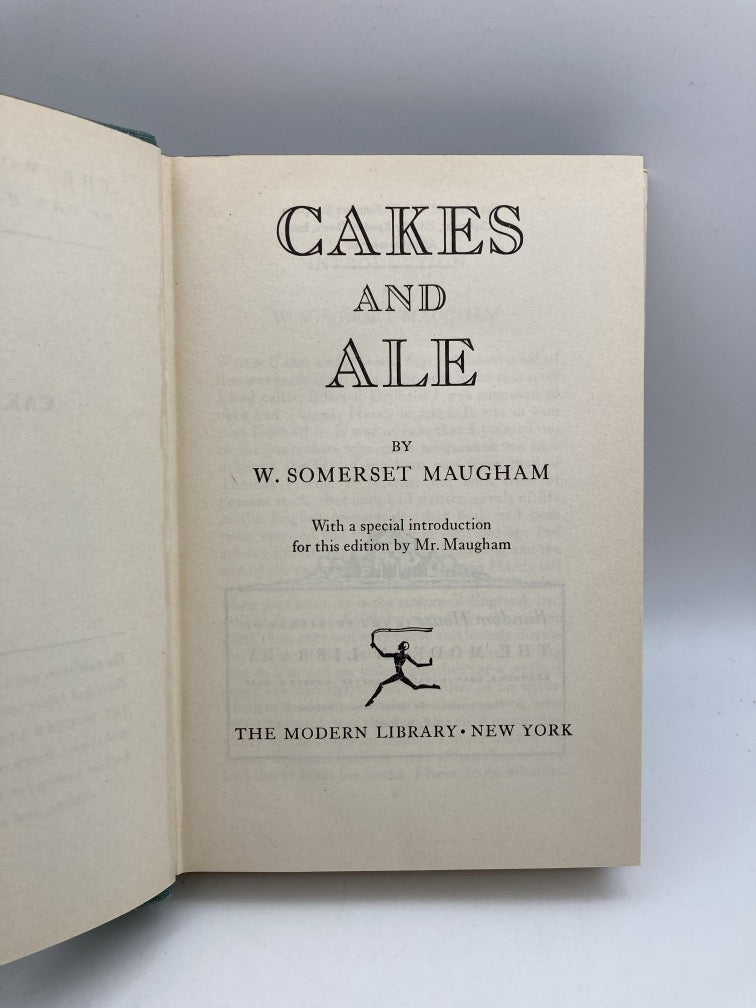 CAKES
AND
ALE
BY
W. SOMERSET MAUGHAM
With a special introduction
for this edition by Mr. Maugham
THE MODERN LIBRARY • NEW YORK